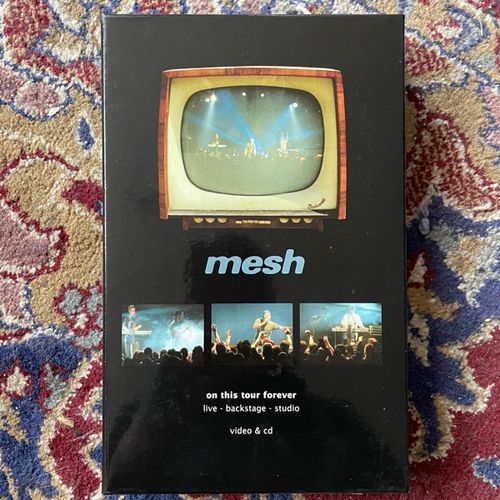 mesh
on this tour forever
live - backstage - studio
video & cd